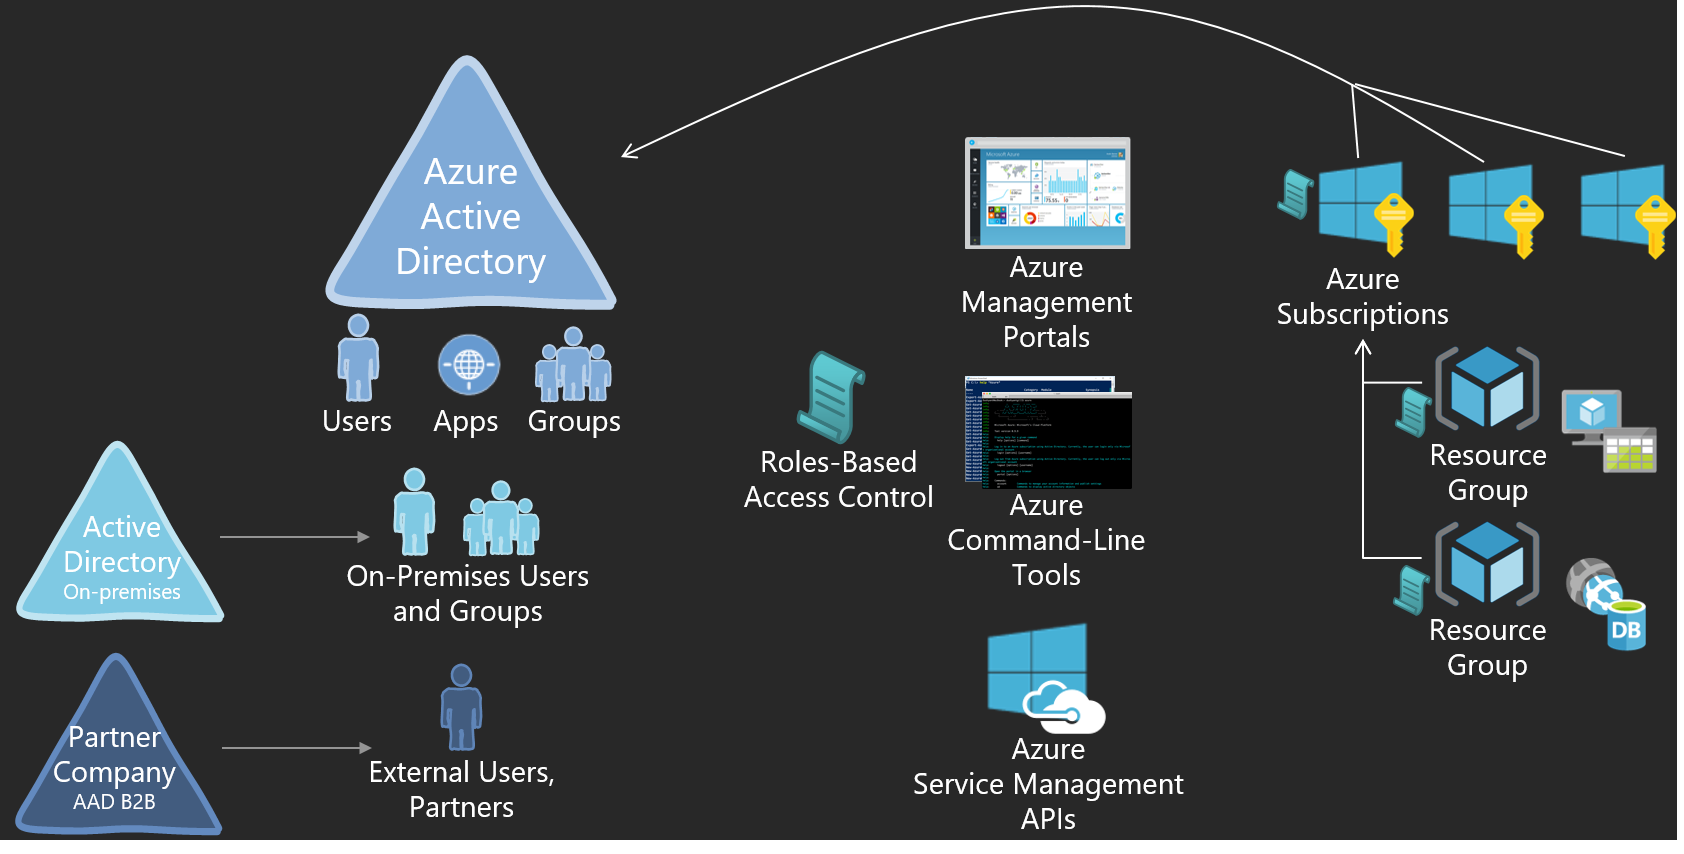 Azure
Active
Directory
Users
Apps
Groups
Active
Directory
On-premises
On-Premises Users
and Groups
Partner
Company
AAD B2B
External Users,
Partners
Roles-Based
Access Control
Microsoft Azure
Azure
Management
Portals
Azure
Command-Line
Tools
Azure
Service Management
APIs
Azure
Subscriptions
Resource
Group
Resource
Group
DB